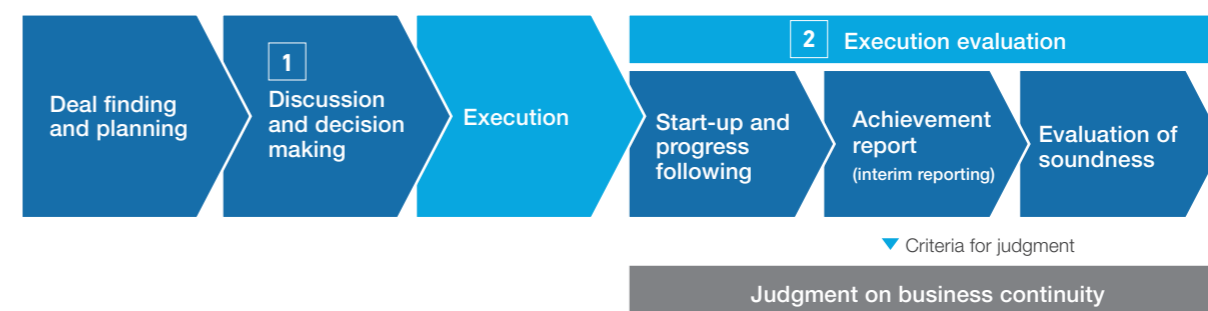 Deal finding
and planning
1
Discussion
and decision
making
Execution
2 Execution evaluation
Start-up and
progress
following
Achievement
report
(interim reporting)
Evaluation of
soundness
▼ Criteria for judgment
Judgment on business continuity